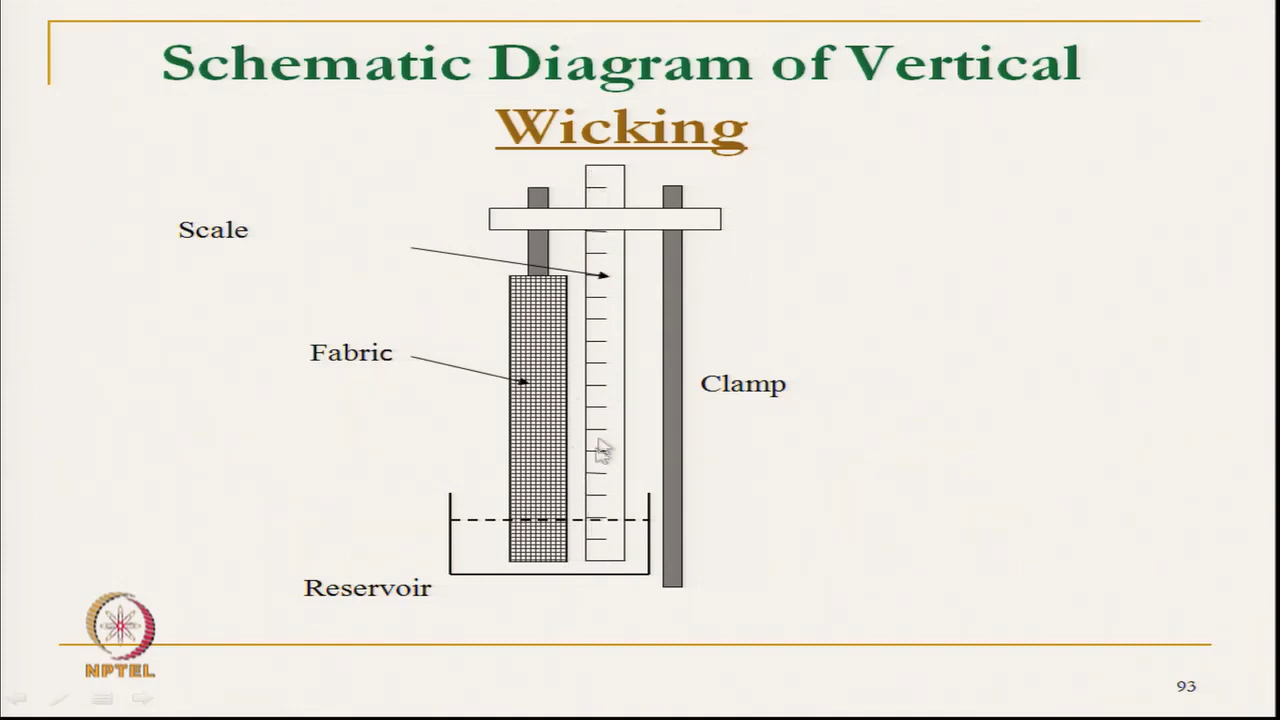 Schematic Diagram of Vertical
Wicking
Scale
Fabric
Clamp
Reservoir
NPTEL
93